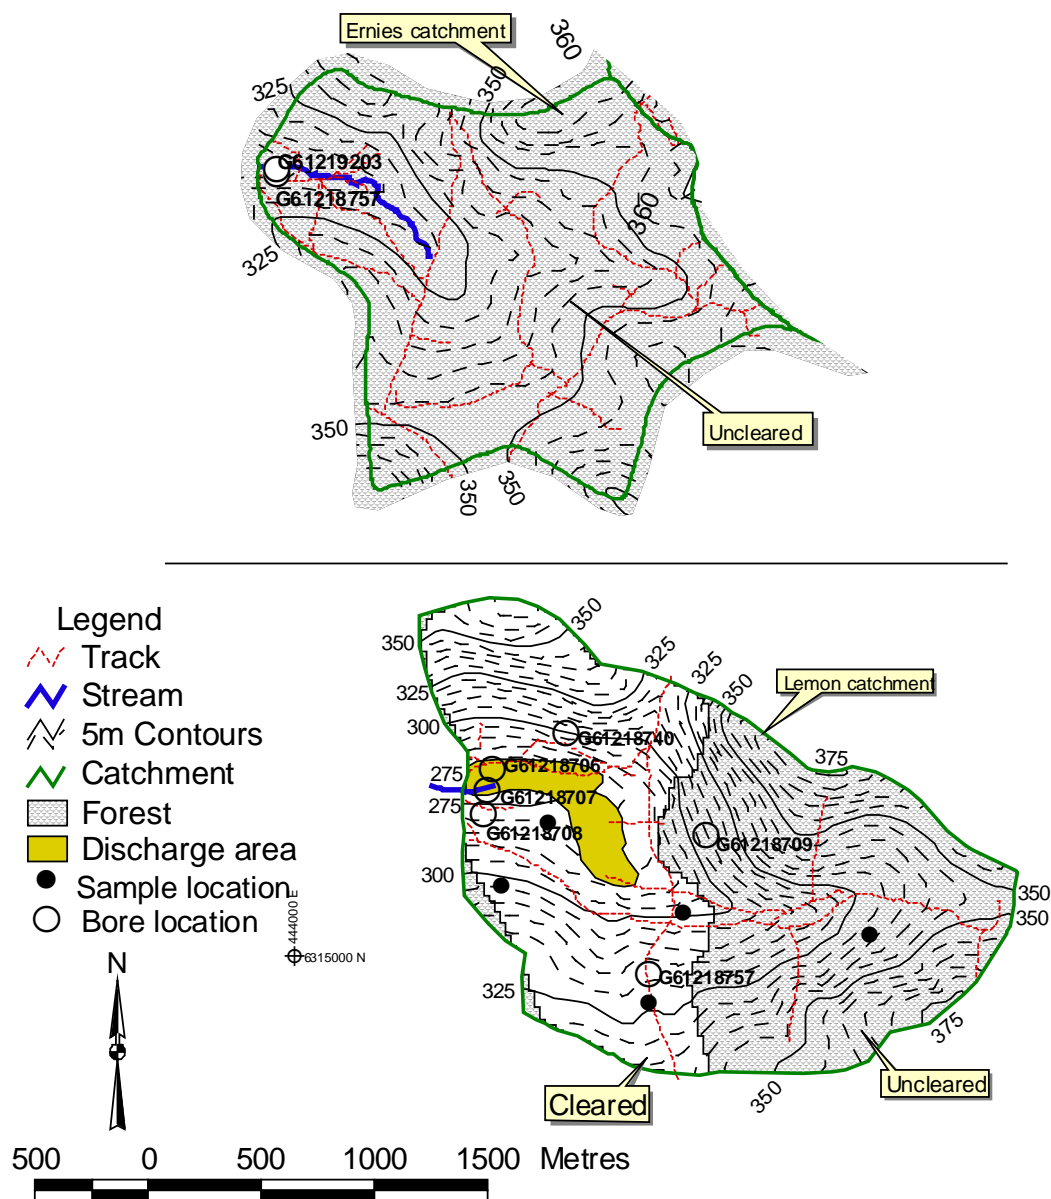 Ernies catchment
360
350
325
G61219203
G61218757
360
325
350
Uncleared
350
350
Legend
Track
Stream
5m Contours
Catchment
Forest
Discharge area
Sample location
Bore location
444000 E
6315000 N
N
350
350
325
325
350
Lemon catchment
325
300
G61218740
375
275
G61218706
275
G61218707
G61218708
G61218709
300
350
350
G61218757
325
375
350
Cleared
Uncleared
500 0 500 1000 1500 Metres